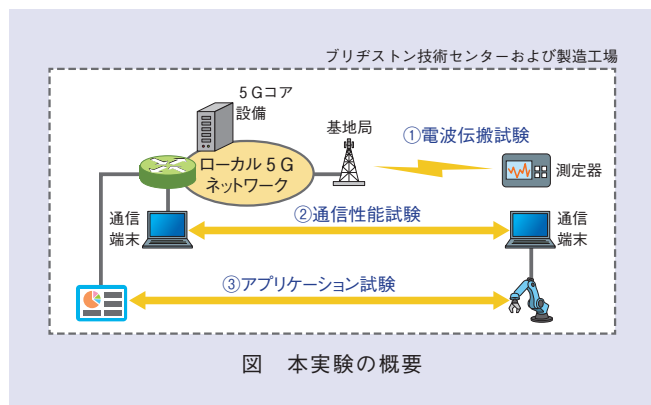 ブリヂストン技術センターおよび製造工場
5Gコア
設備
基地局
①電波伝搬試験
ローカル5G
ネットワーク
測定器
通信
端末
②通信性能試験
通信
端末
③アプリケーション試験
図 本実験の概要